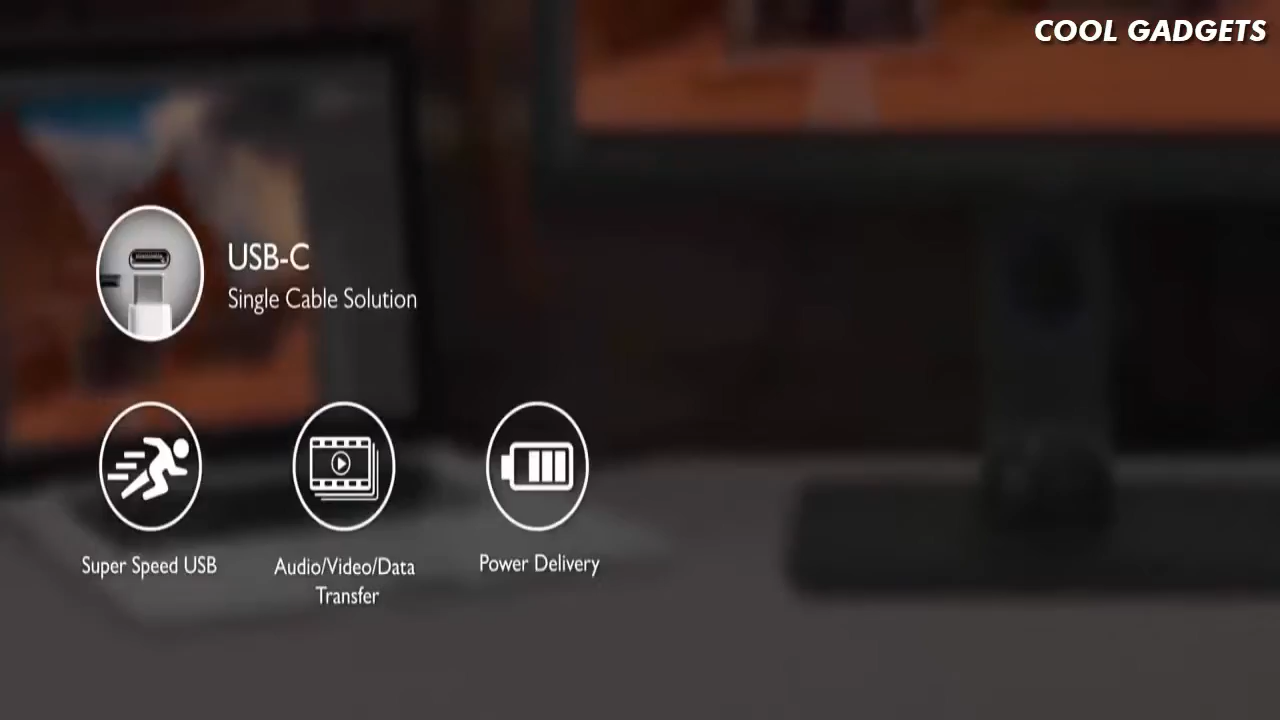 COOL GADGETS
USB-C
Single Cable Solution
Super Speed USB
Audio/Video/Data
Transfer
Power Delivery